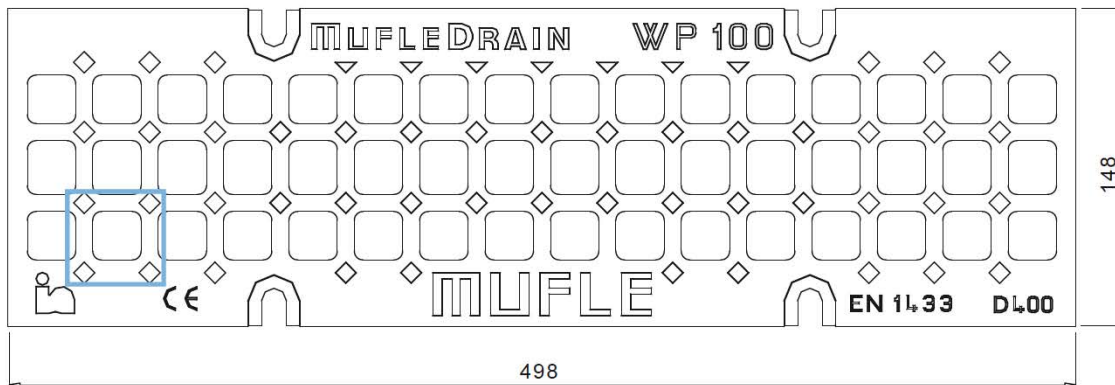 MUFLEDRAIN WP 100
148
CE MUFLE EN 1433 D400
498